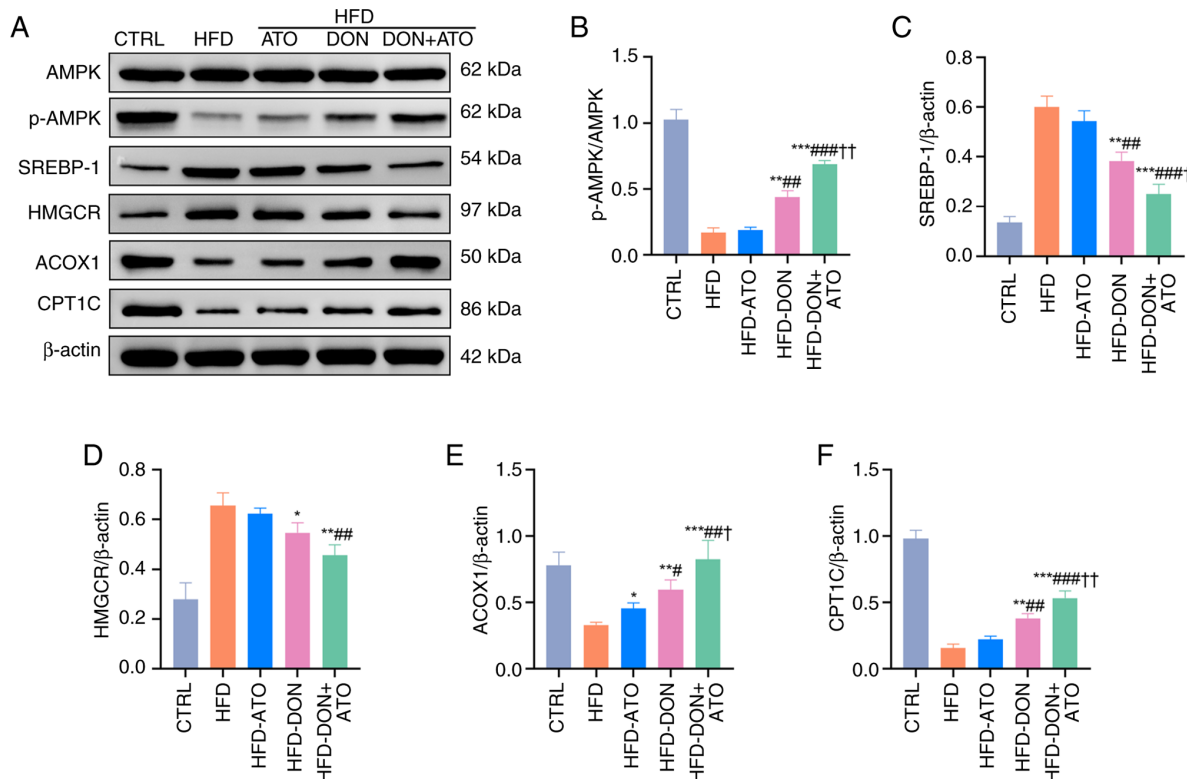 A
HFD
CTRL HFD ATO DON DON+ATO
AMPK 62 kDa
p-AMPK 62 kDa
SREBP-1 54 kDa
HMGCR 97 kDa
ACOX1 50 kDa
CPT1C 86 kDa
β-actin 42 kDa
B
p-AMPK/AMPK
1.5
1.0
0.5
0.0
**##
***###††
CTRL
HFD
HFD-ATO
HFD-DON
HFD-DON+
ATO
C
SREBP-1/β-actin
0.8
0.6
0.4
0.2
0.0
**##
***###†
CTRL
HFD
HFD-ATO
HFD-DON
HFD-DON+
ATO
D
HMGCR/β-actin
0.8
0.6
0.4
0.2
0.0
*
**##
CTRL
HFD
HFD-ATO
HFD-DON
HFD-DON+
ATO
E
ACOX1/β-actin
1.5
1.0
0.5
0.0
*
**#
***##†
CTRL
HFD
HFD-ATO
HFD-DON
HFD-DON+
ATO
F
CPT1C/β-actin
1.5
1.0
0.5
0.0
**##
***###††
CTRL
HFD
HFD-ATO
HFD-DON
HFD-DON+
ATO